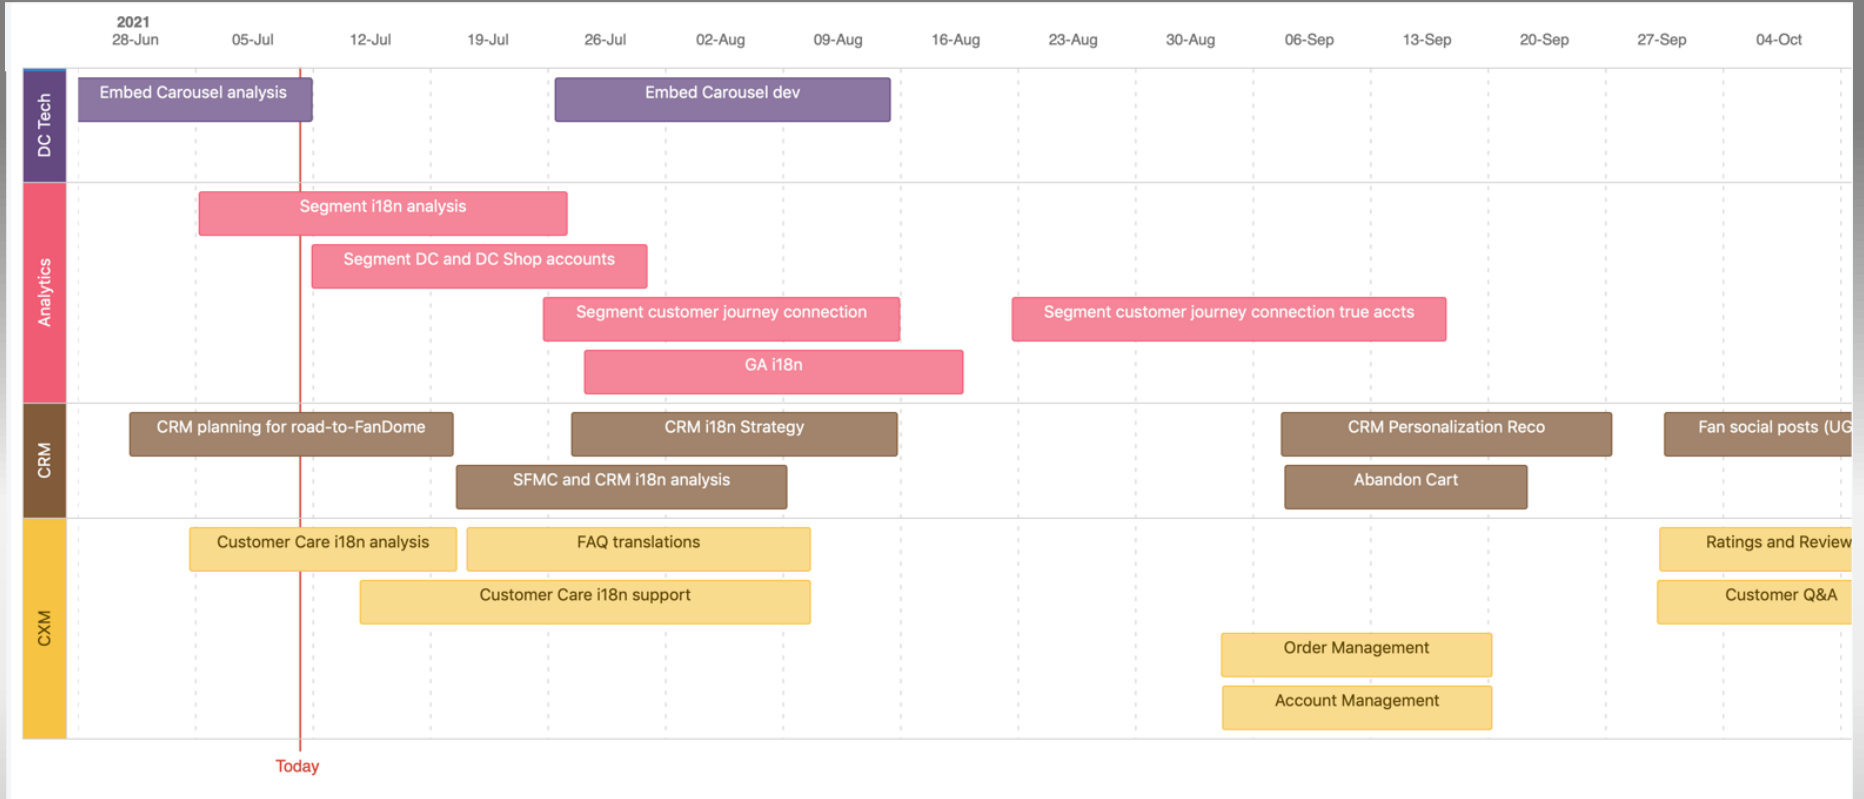 2021
28-Jun 05-Jul 12-Jul 19-Jul 26-Jul 02-Aug 09-Aug 16-Aug 23-Aug 30-Aug 06-Sep 13-Sep 20-Sep 27-Sep 04-Oct
DC Tech
Embed Carousel analysis
Embed Carousel dev
Analytics
Segment i18n analysis
Segment DC and DC Shop accounts
Segment customer journey connection
Segment customer journey connection true accts
GA i18n
CRM
CRM planning for road-to-FanDome
CRM i18n Strategy
CRM Personalization Reco
Fan social posts (UG
SFMC and CRM i18n analysis
Abandon Cart
CXM
Customer Care i18n analysis
FAQ translations
Ratings and Review
Customer Care i18n support
Customer Q&A
Order Management
Account Management
Today